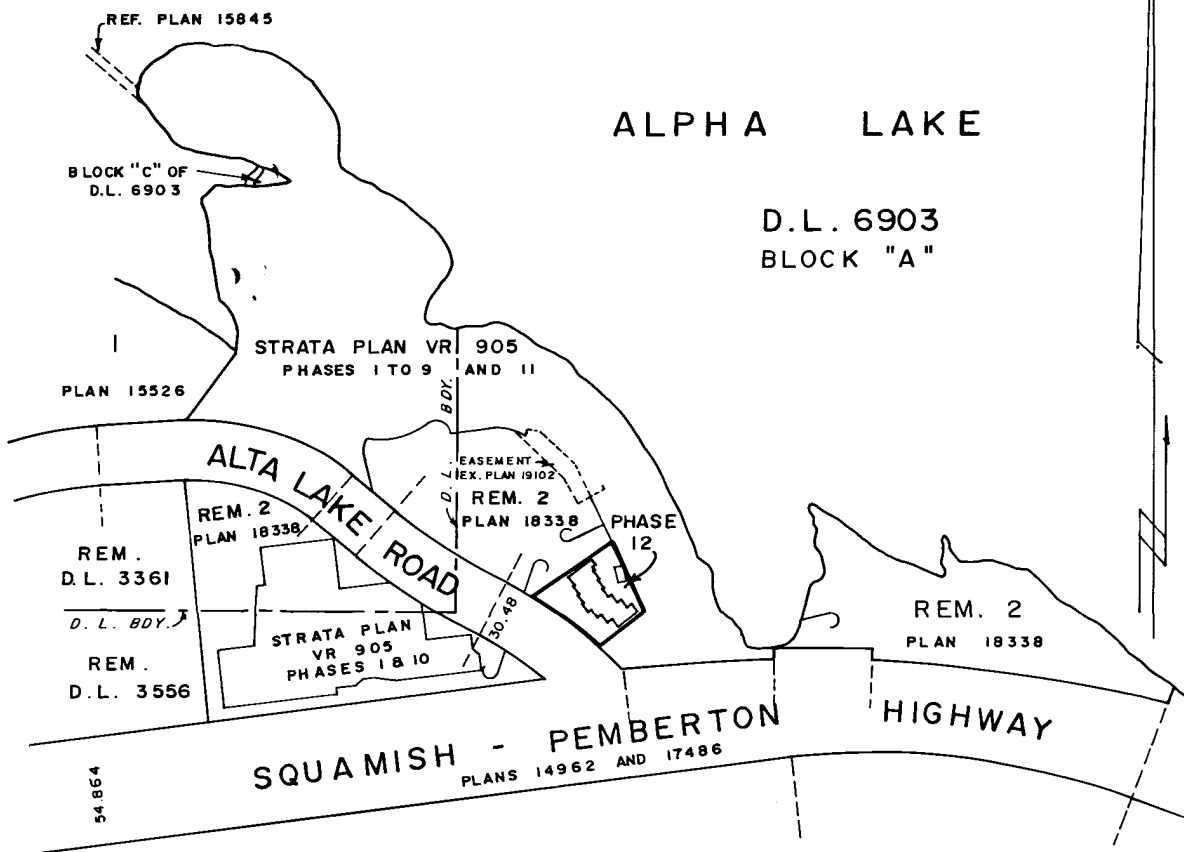 REF. PLAN 15845
ALPHA LAKE
BLOCK "C" OF
D.L. 6903
D.L. 6903
BLOCK "A"
1
PLAN 15526
STRATA PLAN VR 905
PHASES 1 TO 9 AND 11
D. L. BDY.
ALTA LAKE ROAD
EASEMENT
EX. PLAN 19102
REM. 2
PLAN 18338
REM. 2
PLAN 18338
PHASE
12
REM.
D.L. 3361
D. L. BDY.
REM.
D.L. 3556
STRATA PLAN
VR 905
PHASES 1 & 10
30.48
REM. 2
PLAN 18338
SQUAMISH - PEMBERTON HIGHWAY
PLANS 14962 AND 17486
54.864